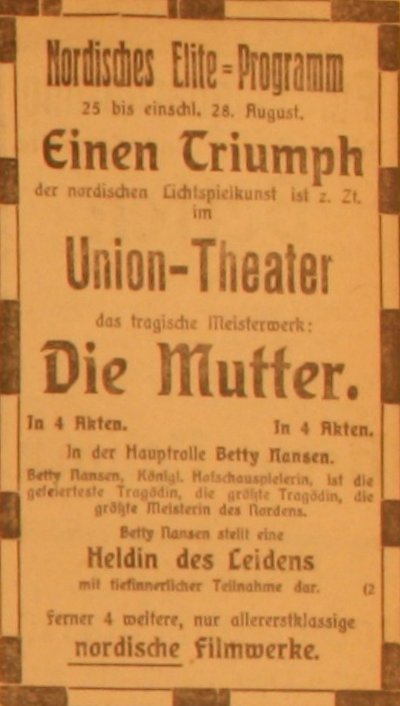 Nordisches Elite=Programm
25 bis einschl. 28. August.
Einen Triumph
der nordischen Lichtspielkunst ist z. Zt.
im
Union-Theater
das tragische Meisterwerk:
Die Mutter.
In 4 Akten. In 4 Akten.
In der Hauptrolle Betty Nansen.
Betty Nansen, Königl. Hofschauspielerin, ist die
gefeierteste Tragödin, die größte Tragödin, die
größte Meisterin des Nordens.
Betty Nansen stellt eine
Heldin des Leidens
mit tiefinnerlicher Teilnahme dar. (2
Ferner 4 weitere, nur allererstklassige
nordische Filmwerke.